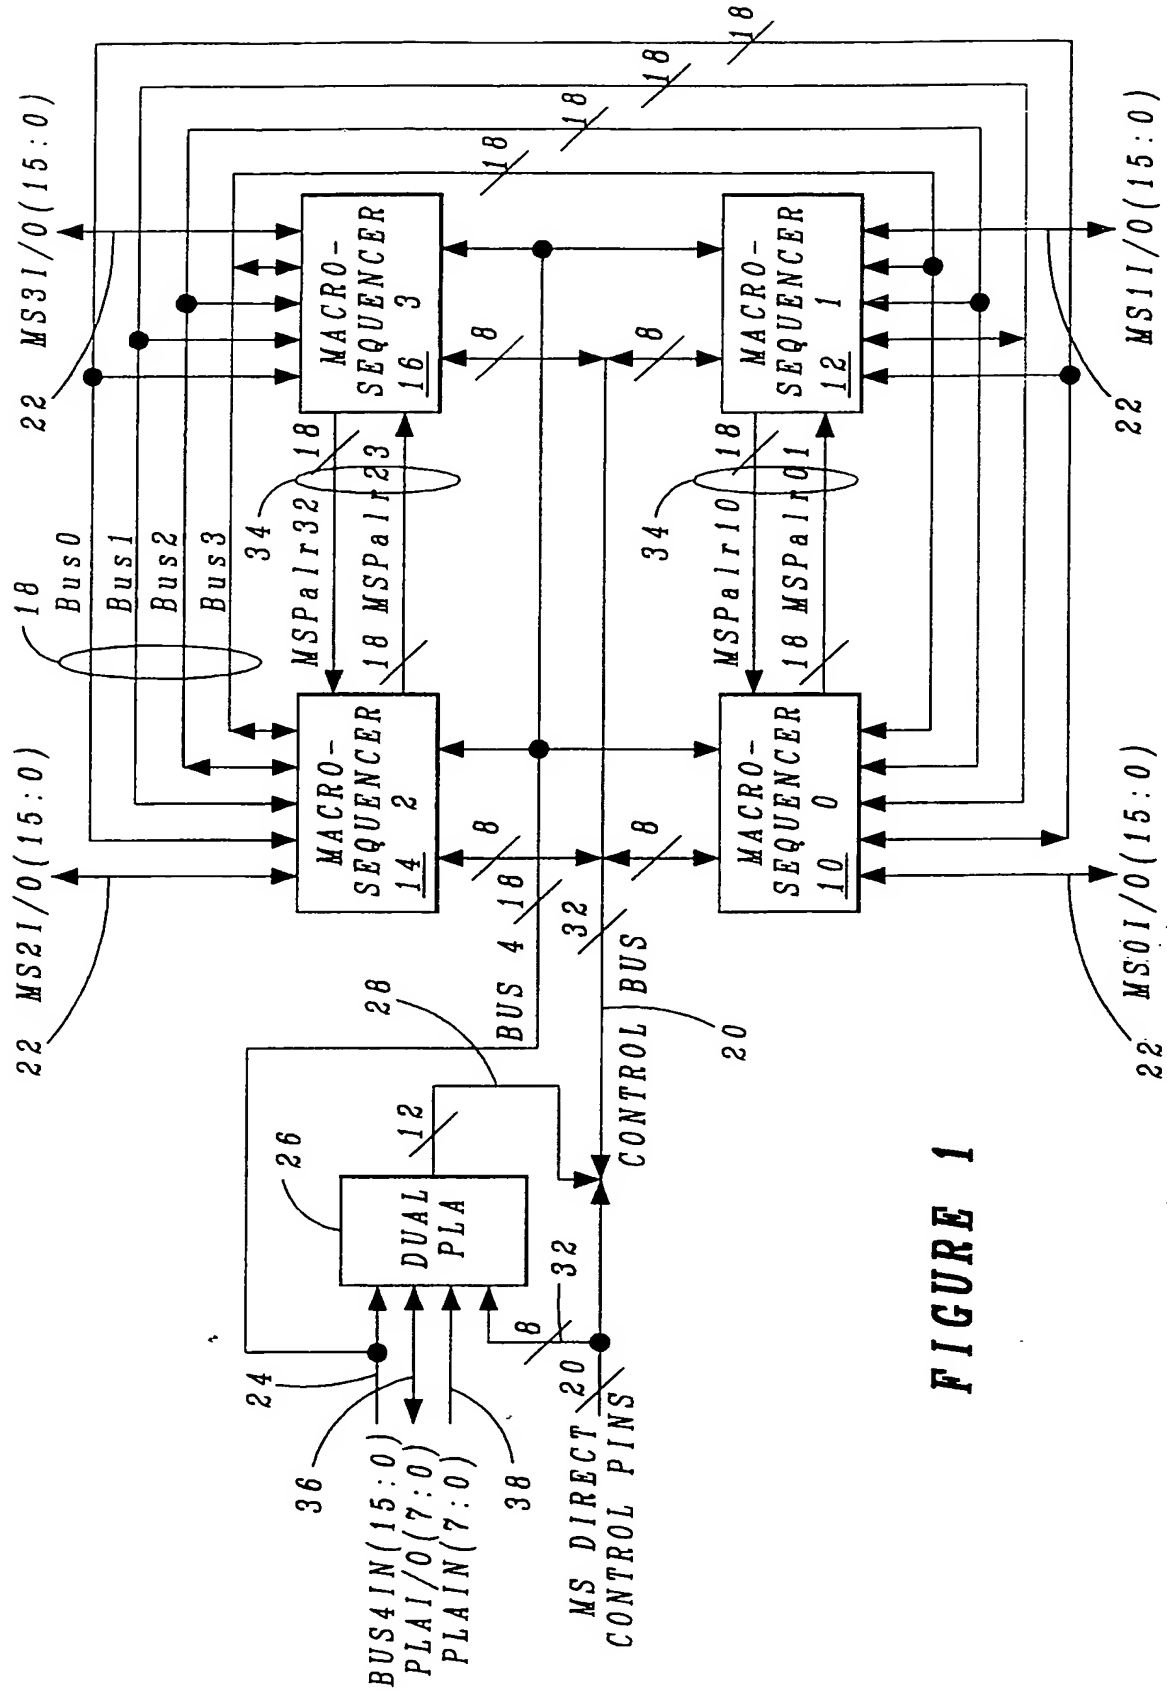 22 MS2I/O(15:0)
22 MS3I/O(15:0)
18
Bus0
Bus1
Bus2
Bus3
18
18
18
18
34
MACRO-
SEQUENCER
2
14
MSPair32 18
18 MSPair23
MACRO-
SEQUENCER
3
16
26
28
24
36
38
BUS4IN(15:0)
PLAI/O(7:0)
PLAIN(7:0)
DUAL
PLA
12
8
32
MS DIRECT
CONTROL PINS
20
BUS 4 18
32
CONTROL BUS
20
8
8
8
8
34
MACRO-
SEQUENCER
0
10
MSPair10 18
18 MSPair01
MACRO-
SEQUENCER
1
12
22 MS0I/O(15:0)
22 MS1I/O(15:0)
FIGURE 1